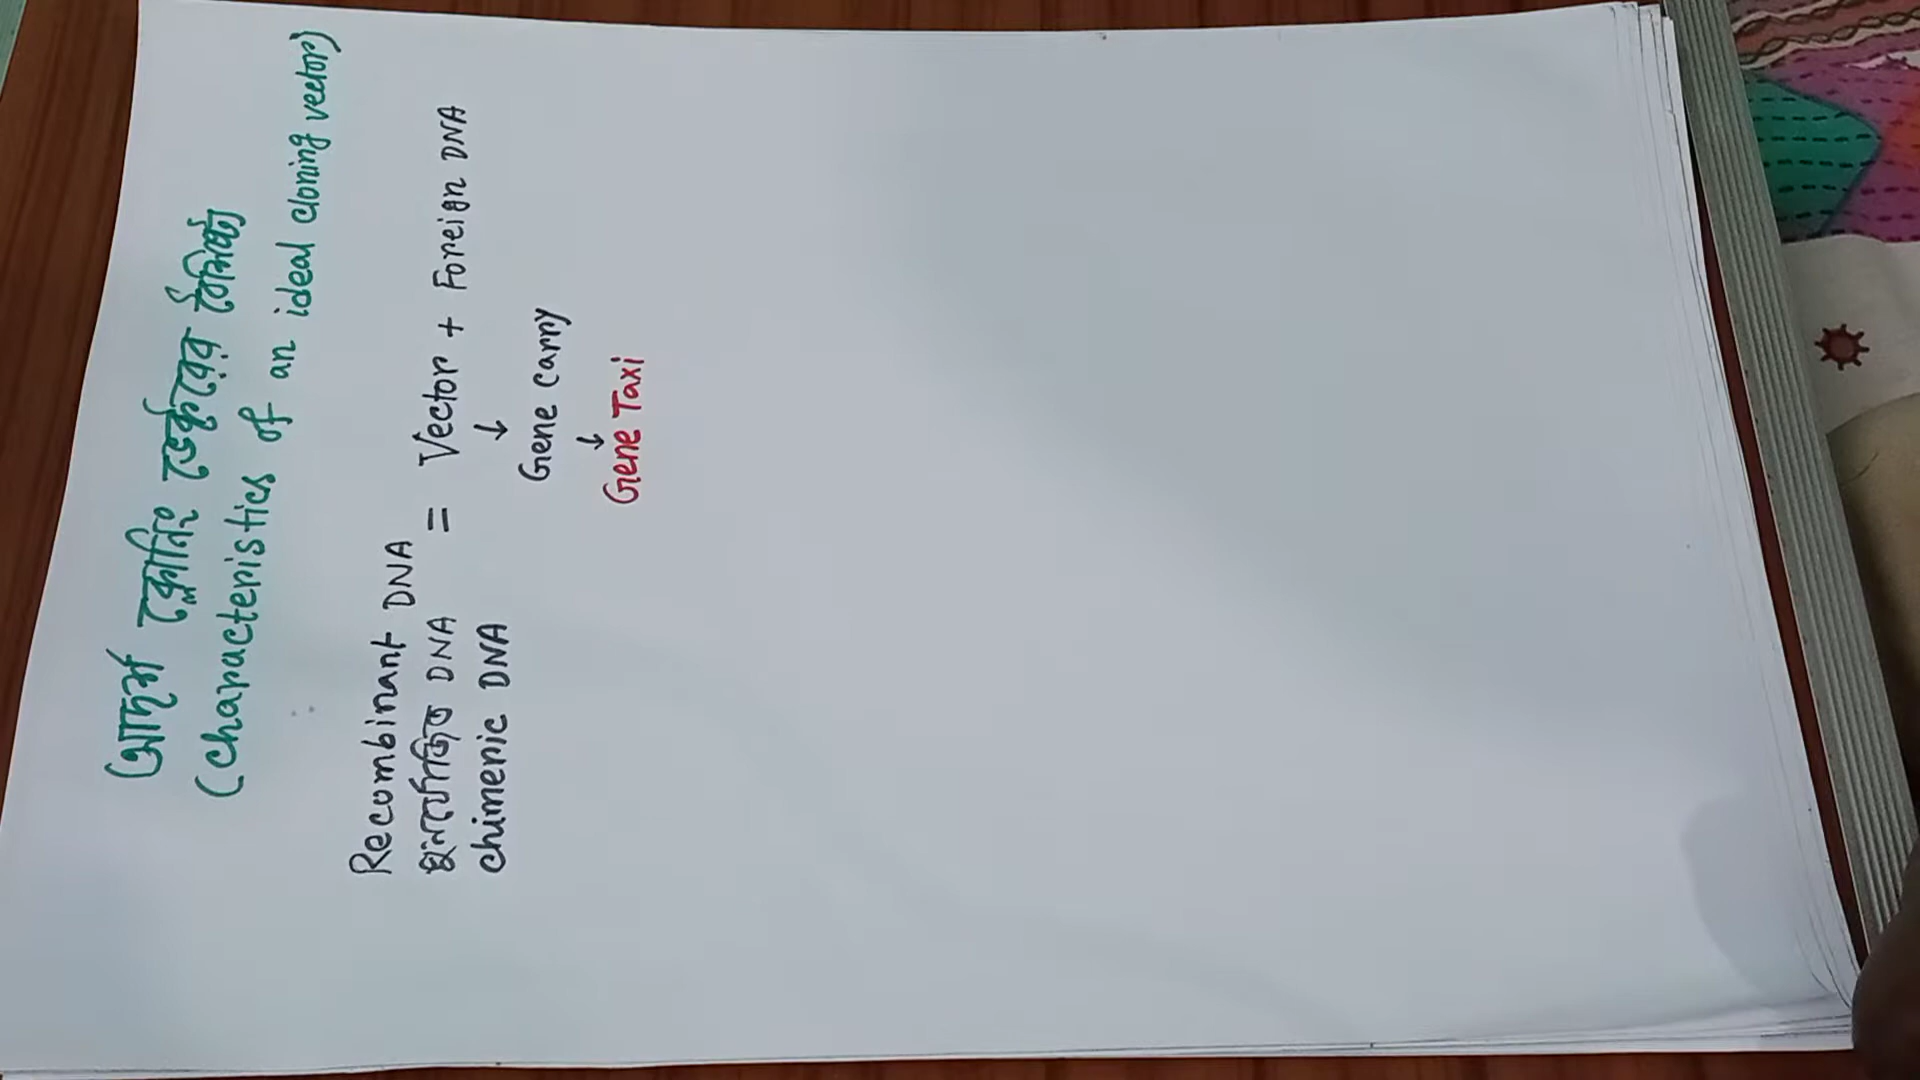 আদর্শ ক্লোনিং ভেক্টরের বৈশিষ্ট্য
(characteristics of an ideal cloning vector)
Recombinant DNA
পুনর্যোজিত DNA = Vector + Foreign DNA
chimeric DNA
↓
Gene carry
↓
Gene Taxi